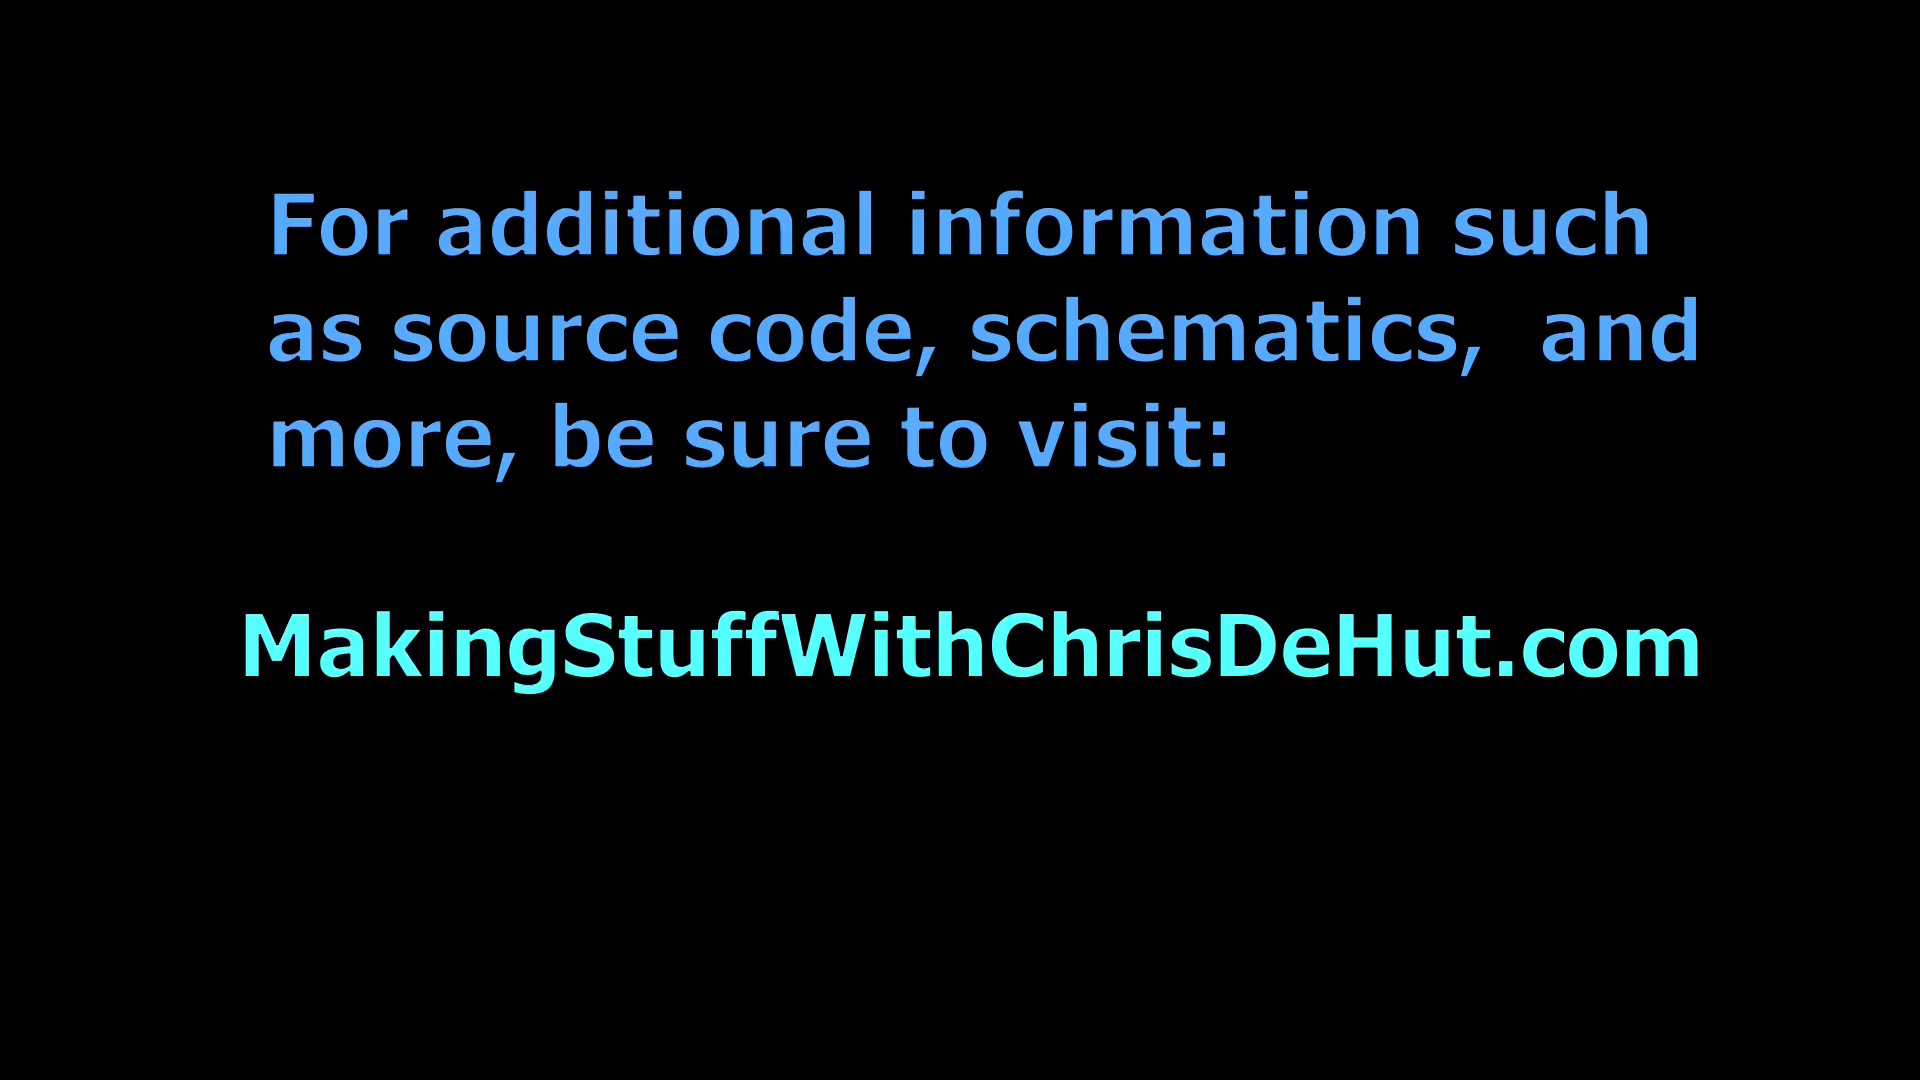 For additional information such
as source code, schematics,  and
more, be sure to visit:
MakingStuffWithChrisDeHut.com